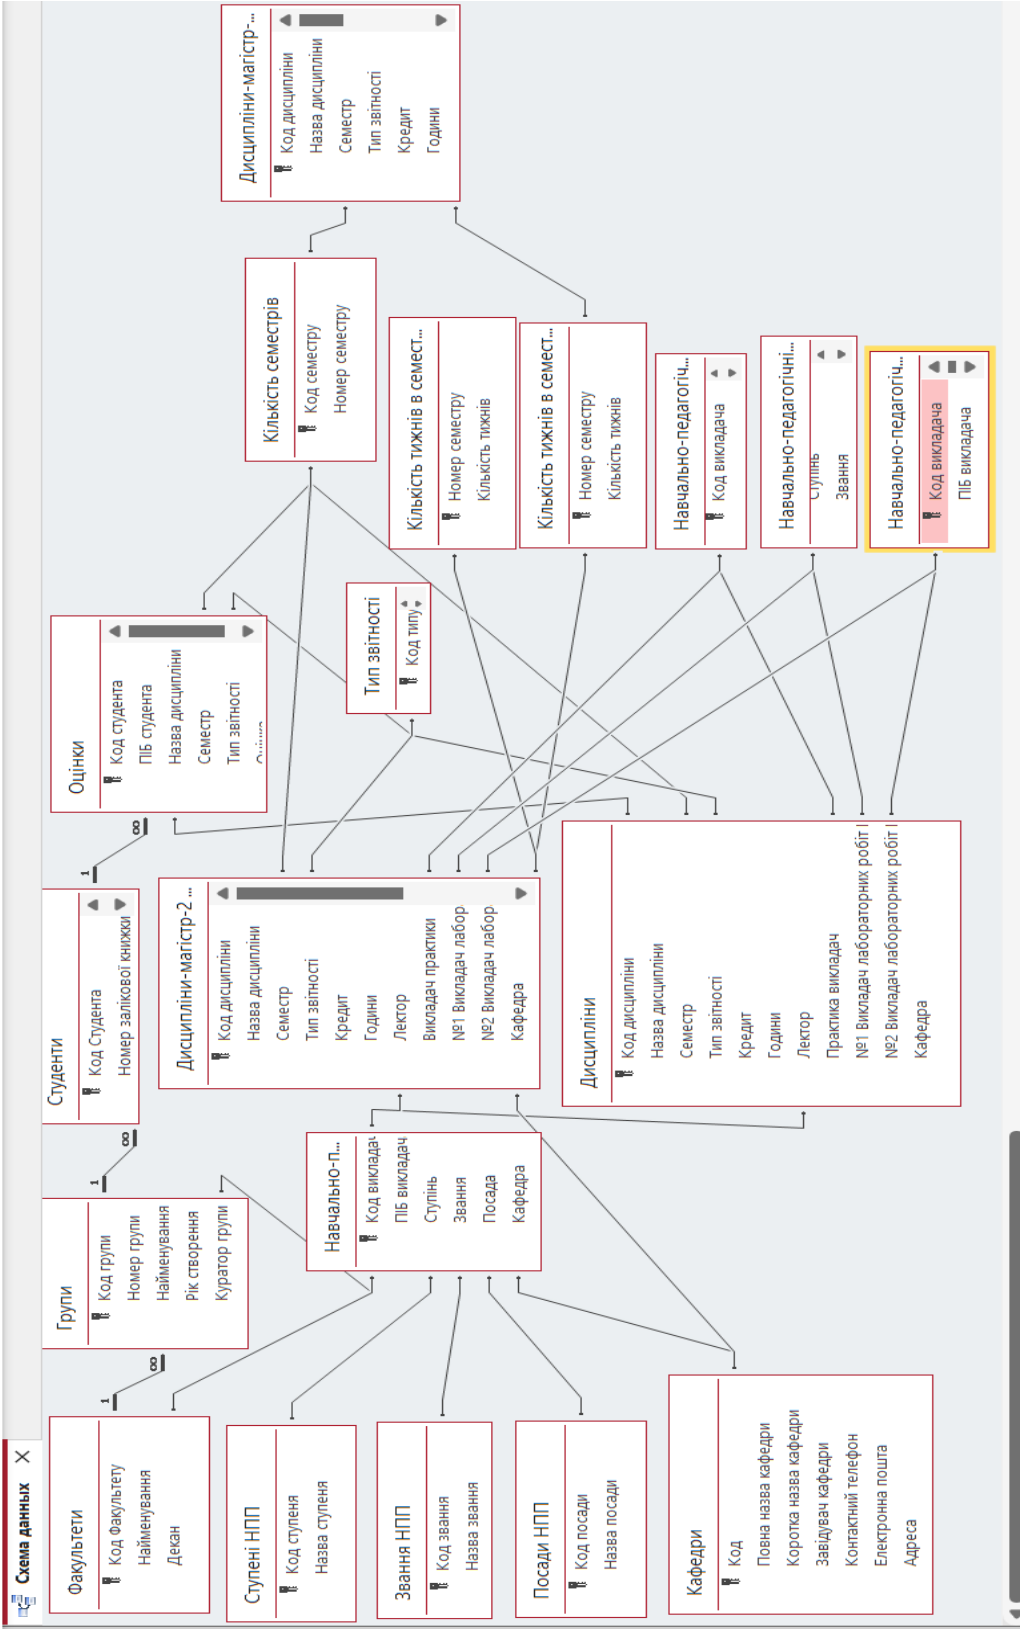 Схема данных
Факультети
Код Факультету
Найменування
Декан
Ступені НПП
Код ступеня
Назва ступеня
Звання НПП
Код звання
Назва звання
Посади НПП
Код посади
Назва посади
Кафедри
Код
Повна назва кафедри
Коротка назва кафедри
Завідувач кафедри
Контактний телефон
Електронна пошта
Адреса
Групи
Код групи
Номер групи
Найменування
Рік створення
Куратор групи
Навчально-п...
Код викладач
ПІБ викладач
Ступінь
Звання
Посада
Кафедра
Студенти
Код Студента
Номер залікової книжки
Дисципліни-магістр-2 ...
Код дисципліни
Назва дисципліни
Семестр
Тип звітності
Кредит
Години
Лектор
Викладач практики
№1 Викладач лабор
№2 Викладач лабор
Кафедра
Дисципліни
Код дисципліни
Назва дисципліни
Семестр
Тип звітності
Кредит
Години
Лектор
Практика викладач
№1 Викладач лабораторних робіт
№2 Викладач лабораторних робіт
Кафедра
Оцінки
Код студента
ПІБ студента
Назва дисципліни
Семестр
Тип звітності
Тип звітності
Код типу
Кількість семестрів
Код семестру
Номер семестру
Кількість тижнів в семест...
Номер семестру
Кількість тижнів
Кількість тижнів в семест...
Номер семестру
Кількість тижнів
Навчально-педагогіч...
Код викладача
Навчально-педагогічні...
Ступінь
Звання
Навчально-педагогіч...
Код викладача
ПІБ викладача
Дисципліни-магістр-...
Код дисципліни
Назва дисципліни
Семестр
Тип звітності
Кредит
Години
1
∞
1
∞
1
∞